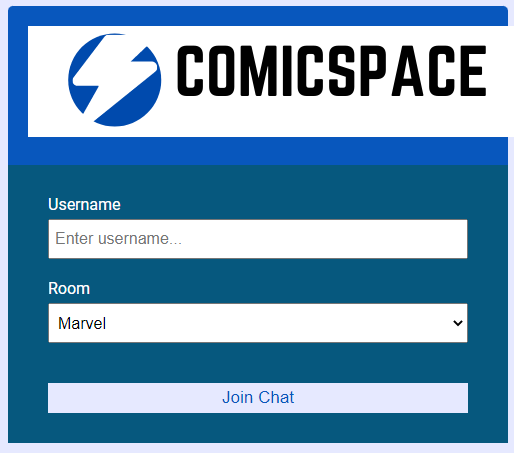 COMICSPACE
Username
Enter username...
Room
Marvel
Join Chat